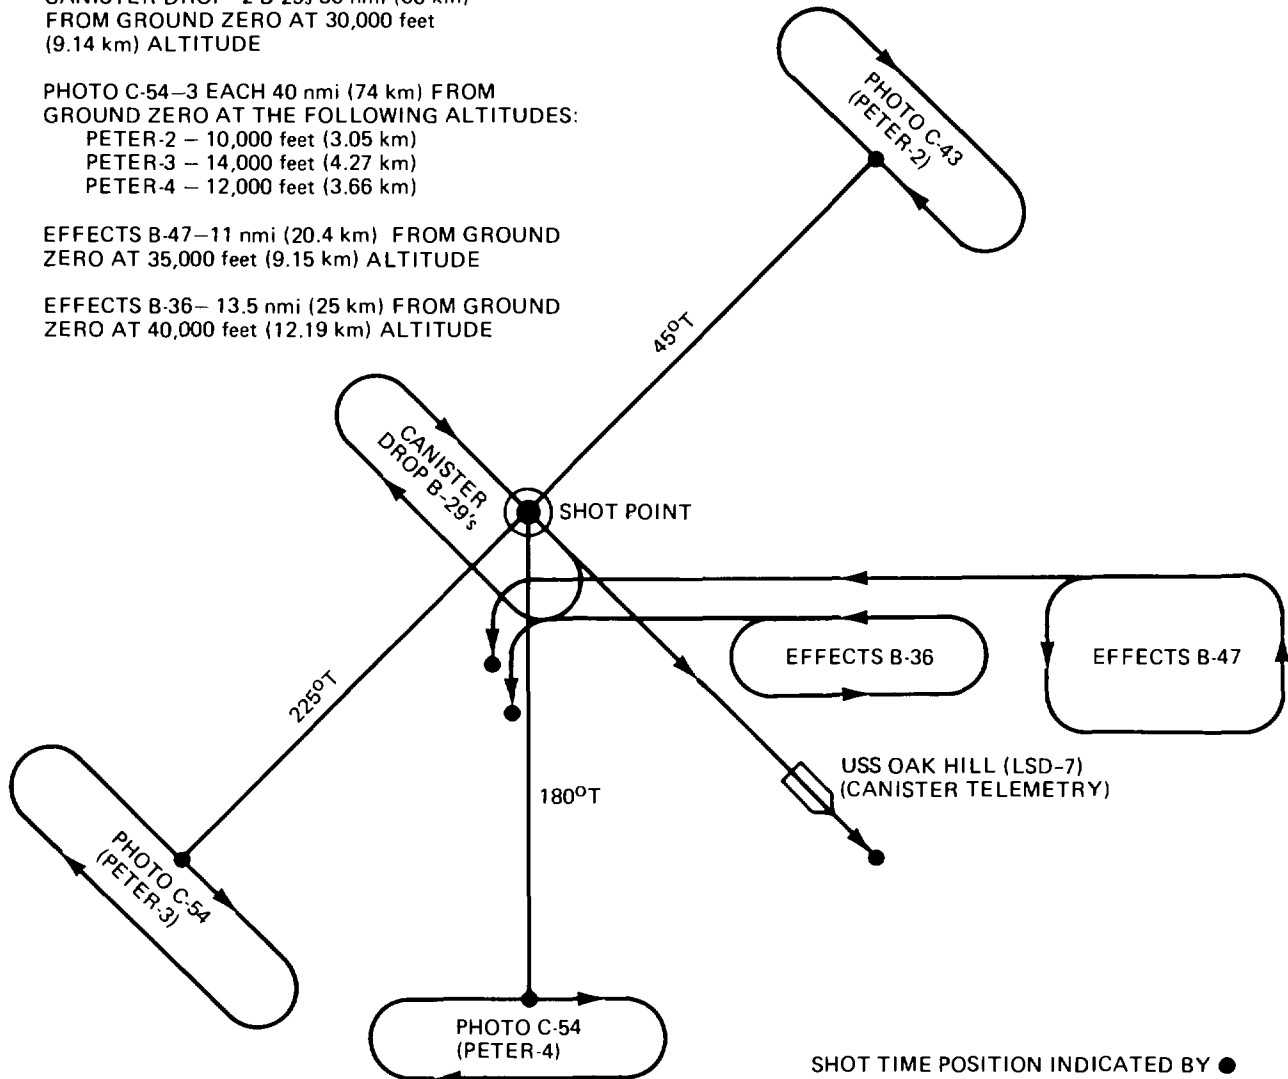 FROM GROUND ZERO AT 30,000 feet
(9.14 km) ALTITUDE
PHOTO C-54—3 EACH 40 nmi (74 km) FROM
GROUND ZERO AT THE FOLLOWING ALTITUDES:
PETER-2 — 10,000 feet (3.05 km)
PETER-3 — 14,000 feet (4.27 km)
PETER-4 — 12,000 feet (3.66 km)
EFFECTS B-47—11 nmi (20.4 km) FROM GROUND
ZERO AT 35,000 feet (9.15 km) ALTITUDE
EFFECTS B-36— 13.5 nmi (25 km) FROM GROUND
ZERO AT 40,000 feet (12.19 km) ALTITUDE
PHOTO C-43
(PETER-2)
45°T
CANISTER
DROP B-29's
SHOT POINT
EFFECTS B-36
EFFECTS B-47
225°T
180°T
USS OAK HILL (LSD-7)
(CANISTER TELEMETRY)
PHOTO C-54
(PETER-3)
PHOTO C-54
(PETER-4)
SHOT TIME POSITION INDICATED BY ●